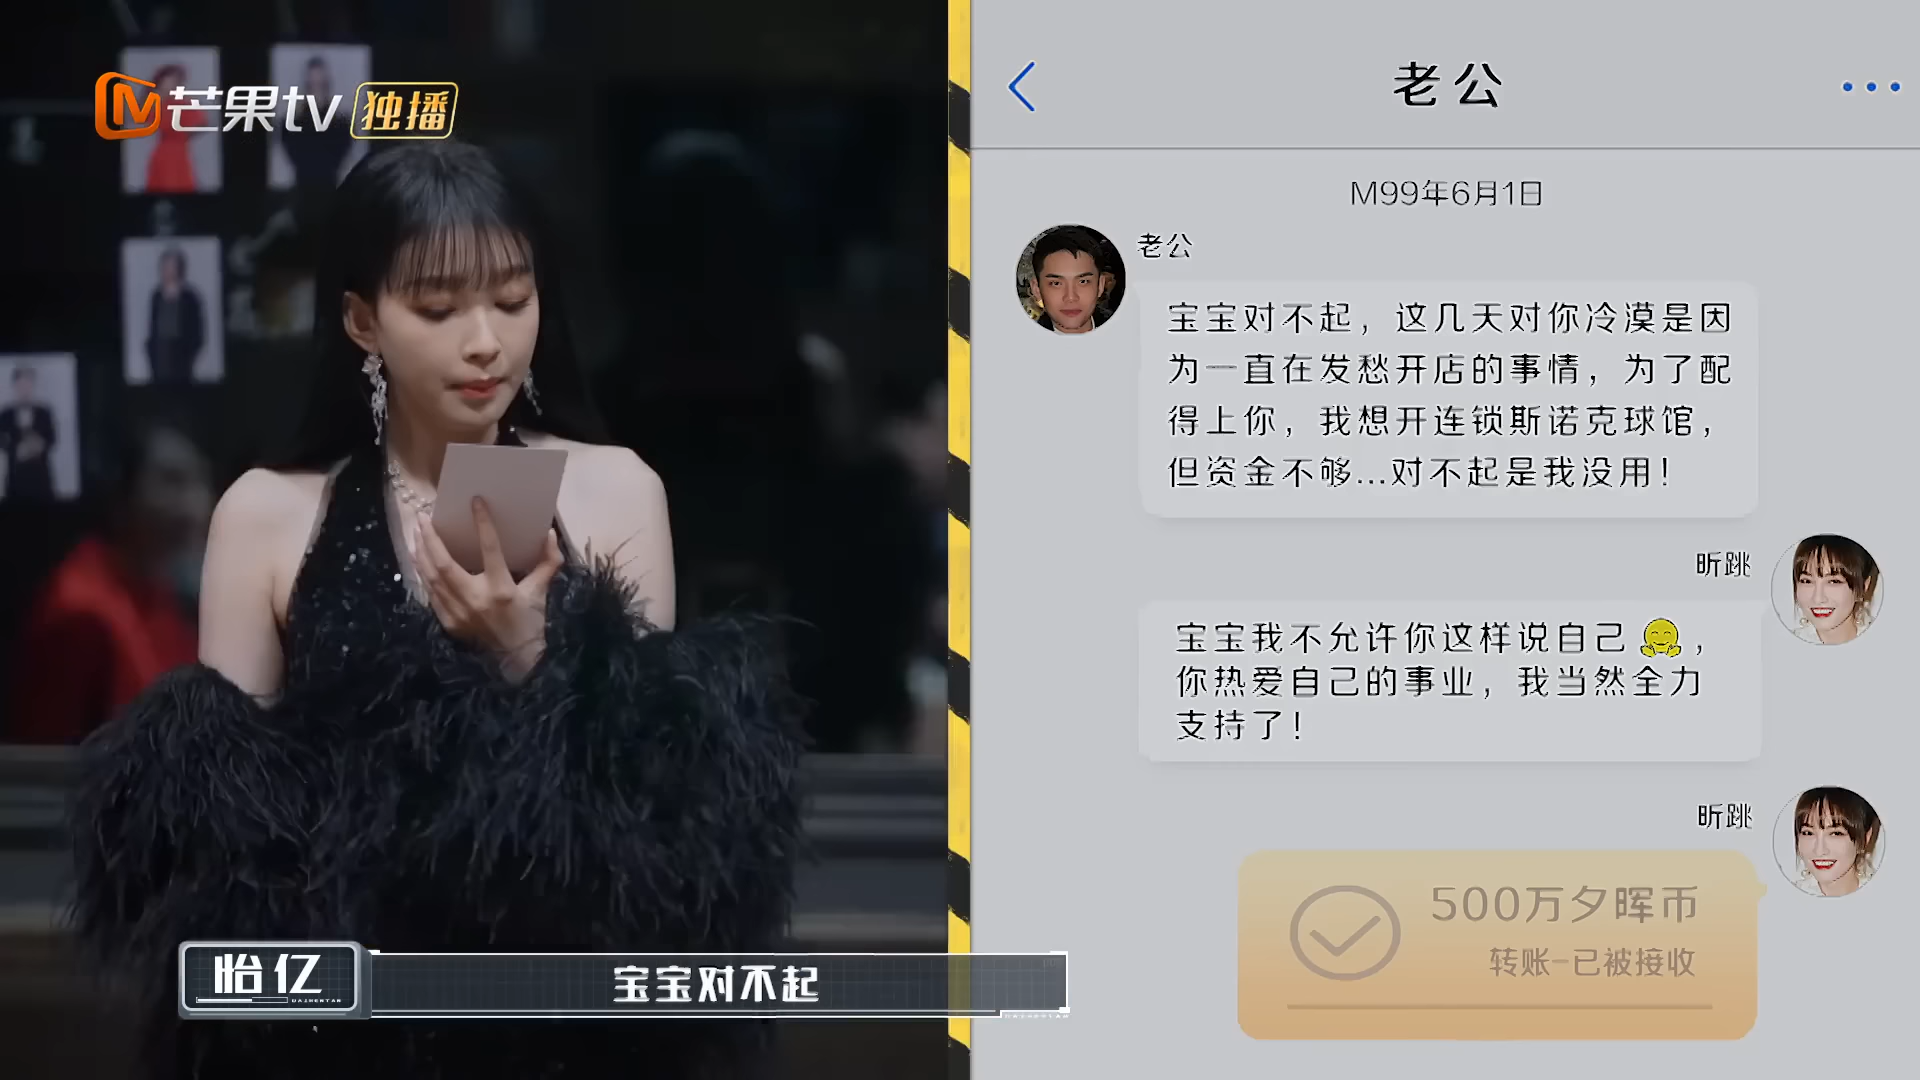 芒果tv 独播
老公
M99年6月1日
老公
宝宝对不起，这几天对你冷漠是因
为一直在发愁开店的事情，为了配
得上你，我想开连锁斯诺克球馆，
但资金不够...对不起是我没用！
昕跳
宝宝我不允许你这样说自己🤗，
你热爱自己的事业，我当然全力
支持了！
昕跳
500万夕晖币
转账-已被接收
怡亿
宝宝对不起